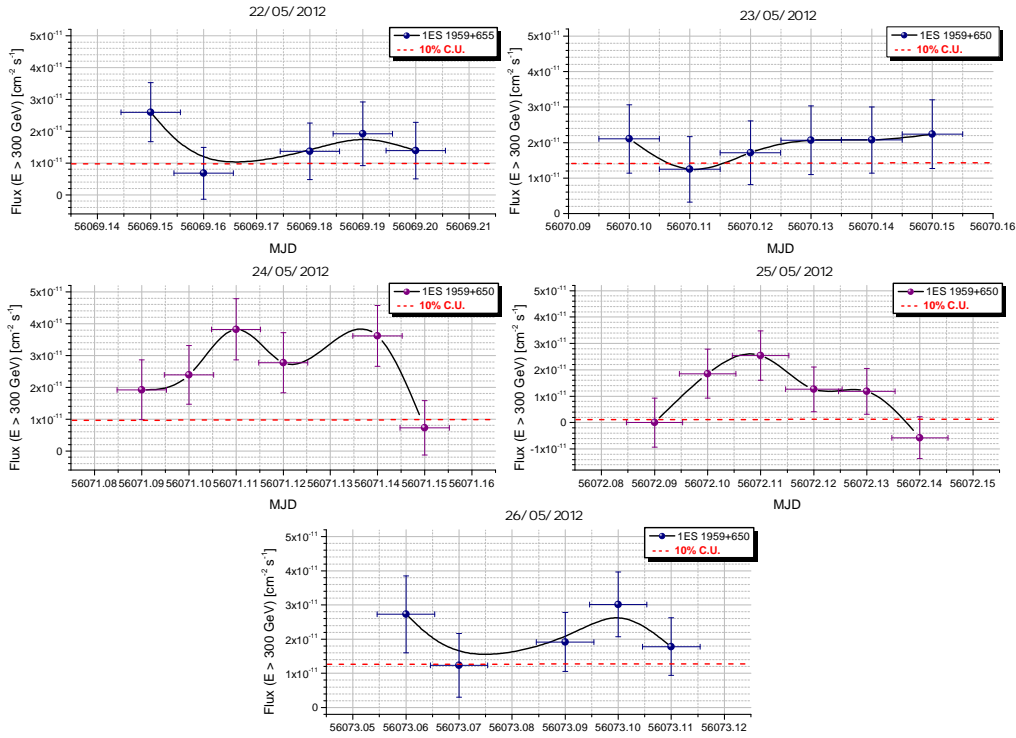 22/05/2012
Flux (E > 300 GeV) [cm⁻² s⁻¹]
5x10⁻¹¹
4x10⁻¹¹
3x10⁻¹¹
2x10⁻¹¹
1x10⁻¹¹
0
1ES 1959+655
10% C.U.
56069.14 56069.15 56069.16 56069.17 56069.18 56069.19 56069.20 56069.21
MJD
23/05/2012
Flux (E > 300 GeV) [cm⁻² s⁻¹]
5x10⁻¹¹
4x10⁻¹¹
3x10⁻¹¹
2x10⁻¹¹
1x10⁻¹¹
0
1ES 1959+650
10% C.U.
56070.09 56070.10 56070.11 56070.12 56070.13 56070.14 56070.15 56070.16
MJD
24/05/2012
Flux (E > 300 GeV) [cm⁻² s⁻¹]
5x10⁻¹¹
4x10⁻¹¹
3x10⁻¹¹
2x10⁻¹¹
1x10⁻¹¹
0
1ES 1959+650
10% C.U.
56071.08 56071.09 56071.10 56071.11 56071.12 56071.13 56071.14 56071.15 56071.16
MJD
25/05/2012
Flux (E > 300 GeV) [cm⁻² s⁻¹]
5x10⁻¹¹
4x10⁻¹¹
3x10⁻¹¹
2x10⁻¹¹
1x10⁻¹¹
0
-1x10⁻¹¹
1ES 1959+650
10% C.U.
56072.08 56072.09 56072.10 56072.11 56072.12 56072.13 56072.14 56072.15
MJD
26/05/2012
Flux (E > 300 GeV) [cm⁻² s⁻¹]
5x10⁻¹¹
4x10⁻¹¹
3x10⁻¹¹
2x10⁻¹¹
1x10⁻¹¹
0
1ES 1959+650
10% C.U.
56073.05 56073.06 56073.07 56073.08 56073.09 56073.10 56073.11 56073.12
MJD